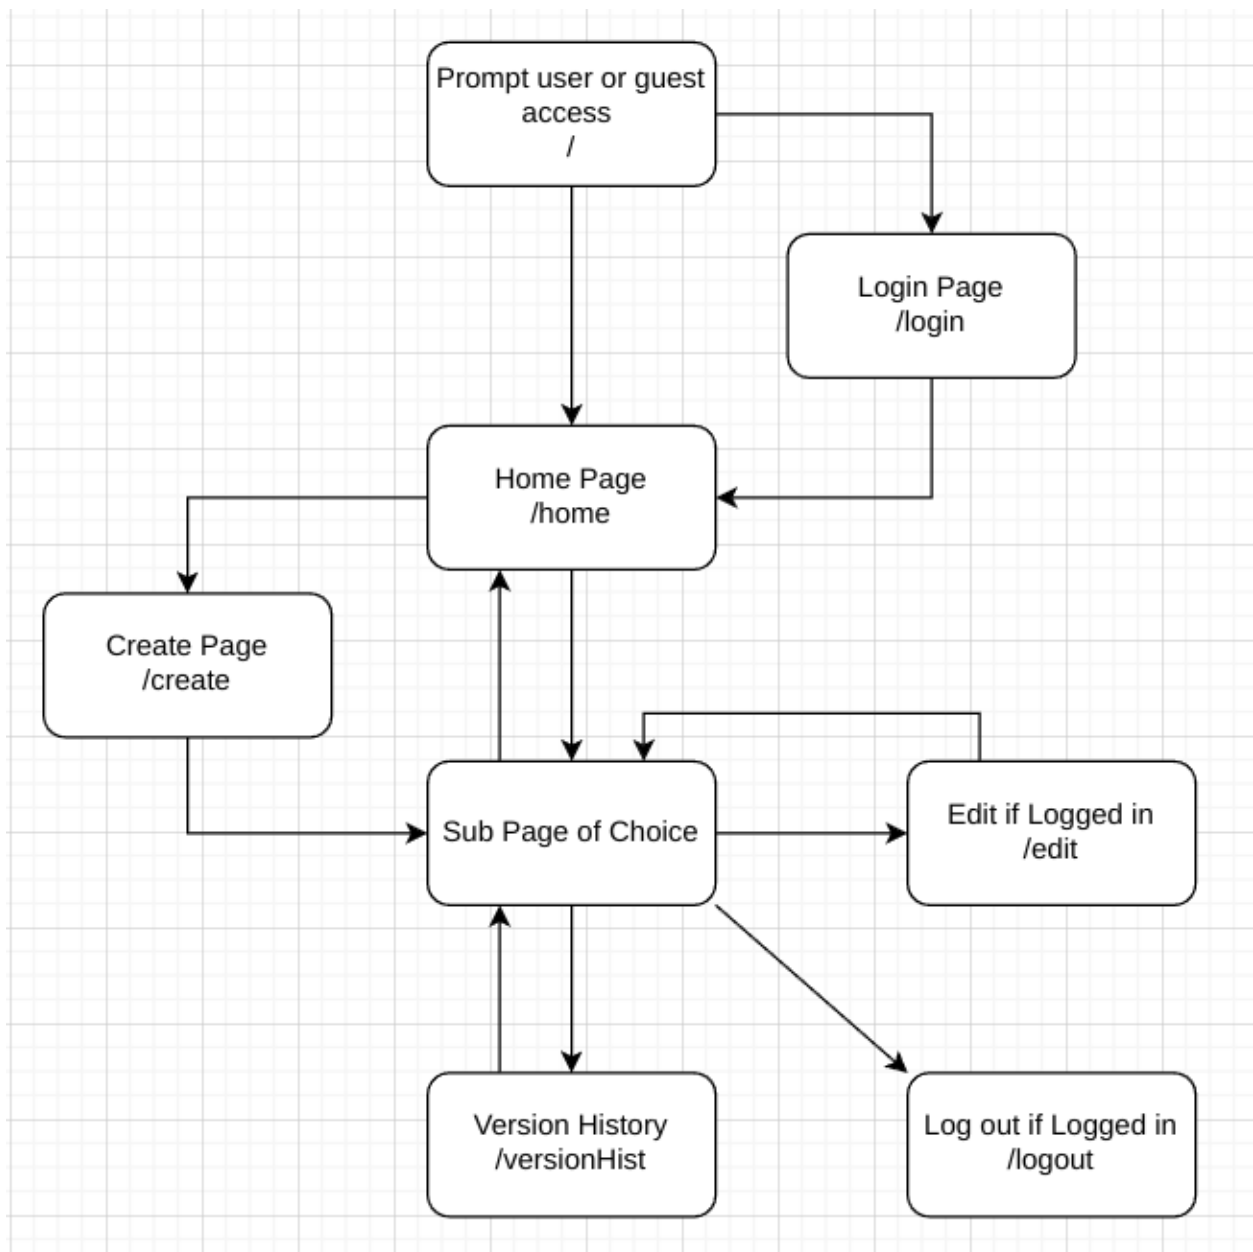 Prompt user or guest
access
/
Login Page
/login
Home Page
/home
Create Page
/create
Sub Page of Choice
Edit if Logged in
/edit
Version History
/versionHist
Log out if Logged in
/logout